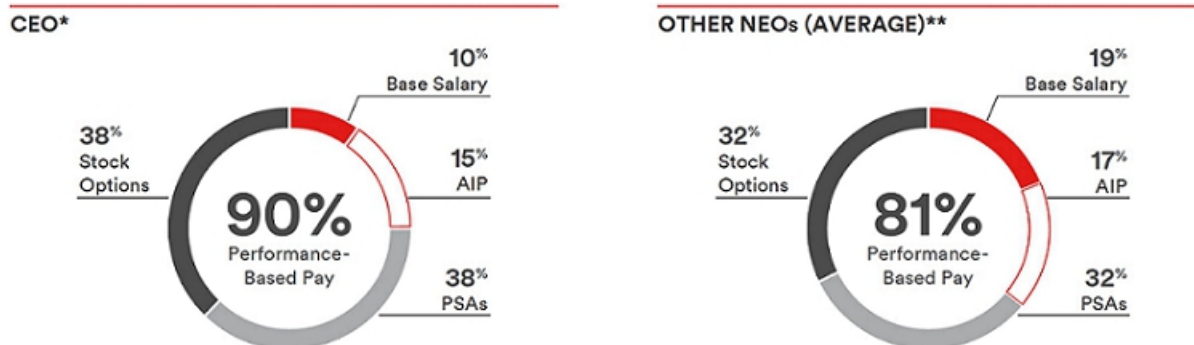 CEO*
10%
Base Salary
38%
Stock
Options
15%
AIP
90%
Performance-
Based Pay
38%
PSAs
OTHER NEOs (AVERAGE)**
19%
Base Salary
32%
Stock
Options
17%
AIP
81%
Performance-
Based Pay
32%
PSAs